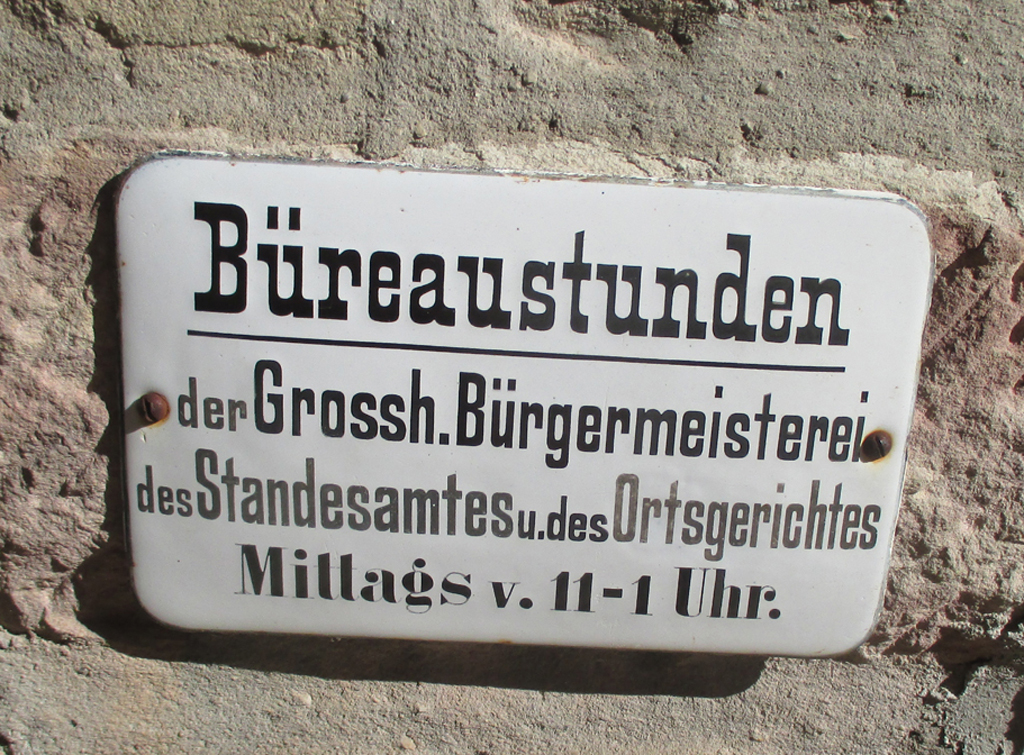 Büreaustunden
der Grossh. Bürgermeisterei
des Standesamtes u. des Ortsgerichtes
Mittags v. 11-1 Uhr.